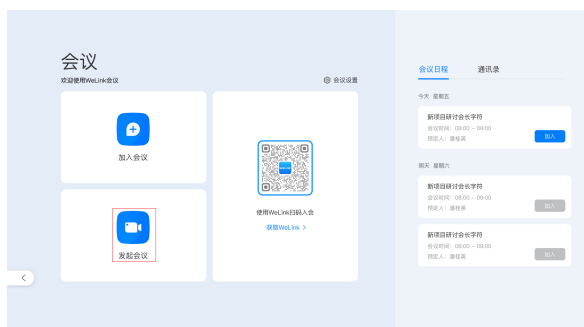 会议
欢迎使用WeLink会议
会议设置
加入会议
发起会议
使用WeLink扫码入会
获取WeLink >
会议日程 通讯录
今天 星期五
新项目研讨会长字符
会议时间：08:00 – 09:00
预定人：潘桂英
加入
明天 星期六
新项目研讨会长字符
会议时间：08:00 – 09:00
预定人：潘桂英
加入
新项目研讨会长字符
会议时间：08:00 – 09:00
预定人：潘桂英
加入